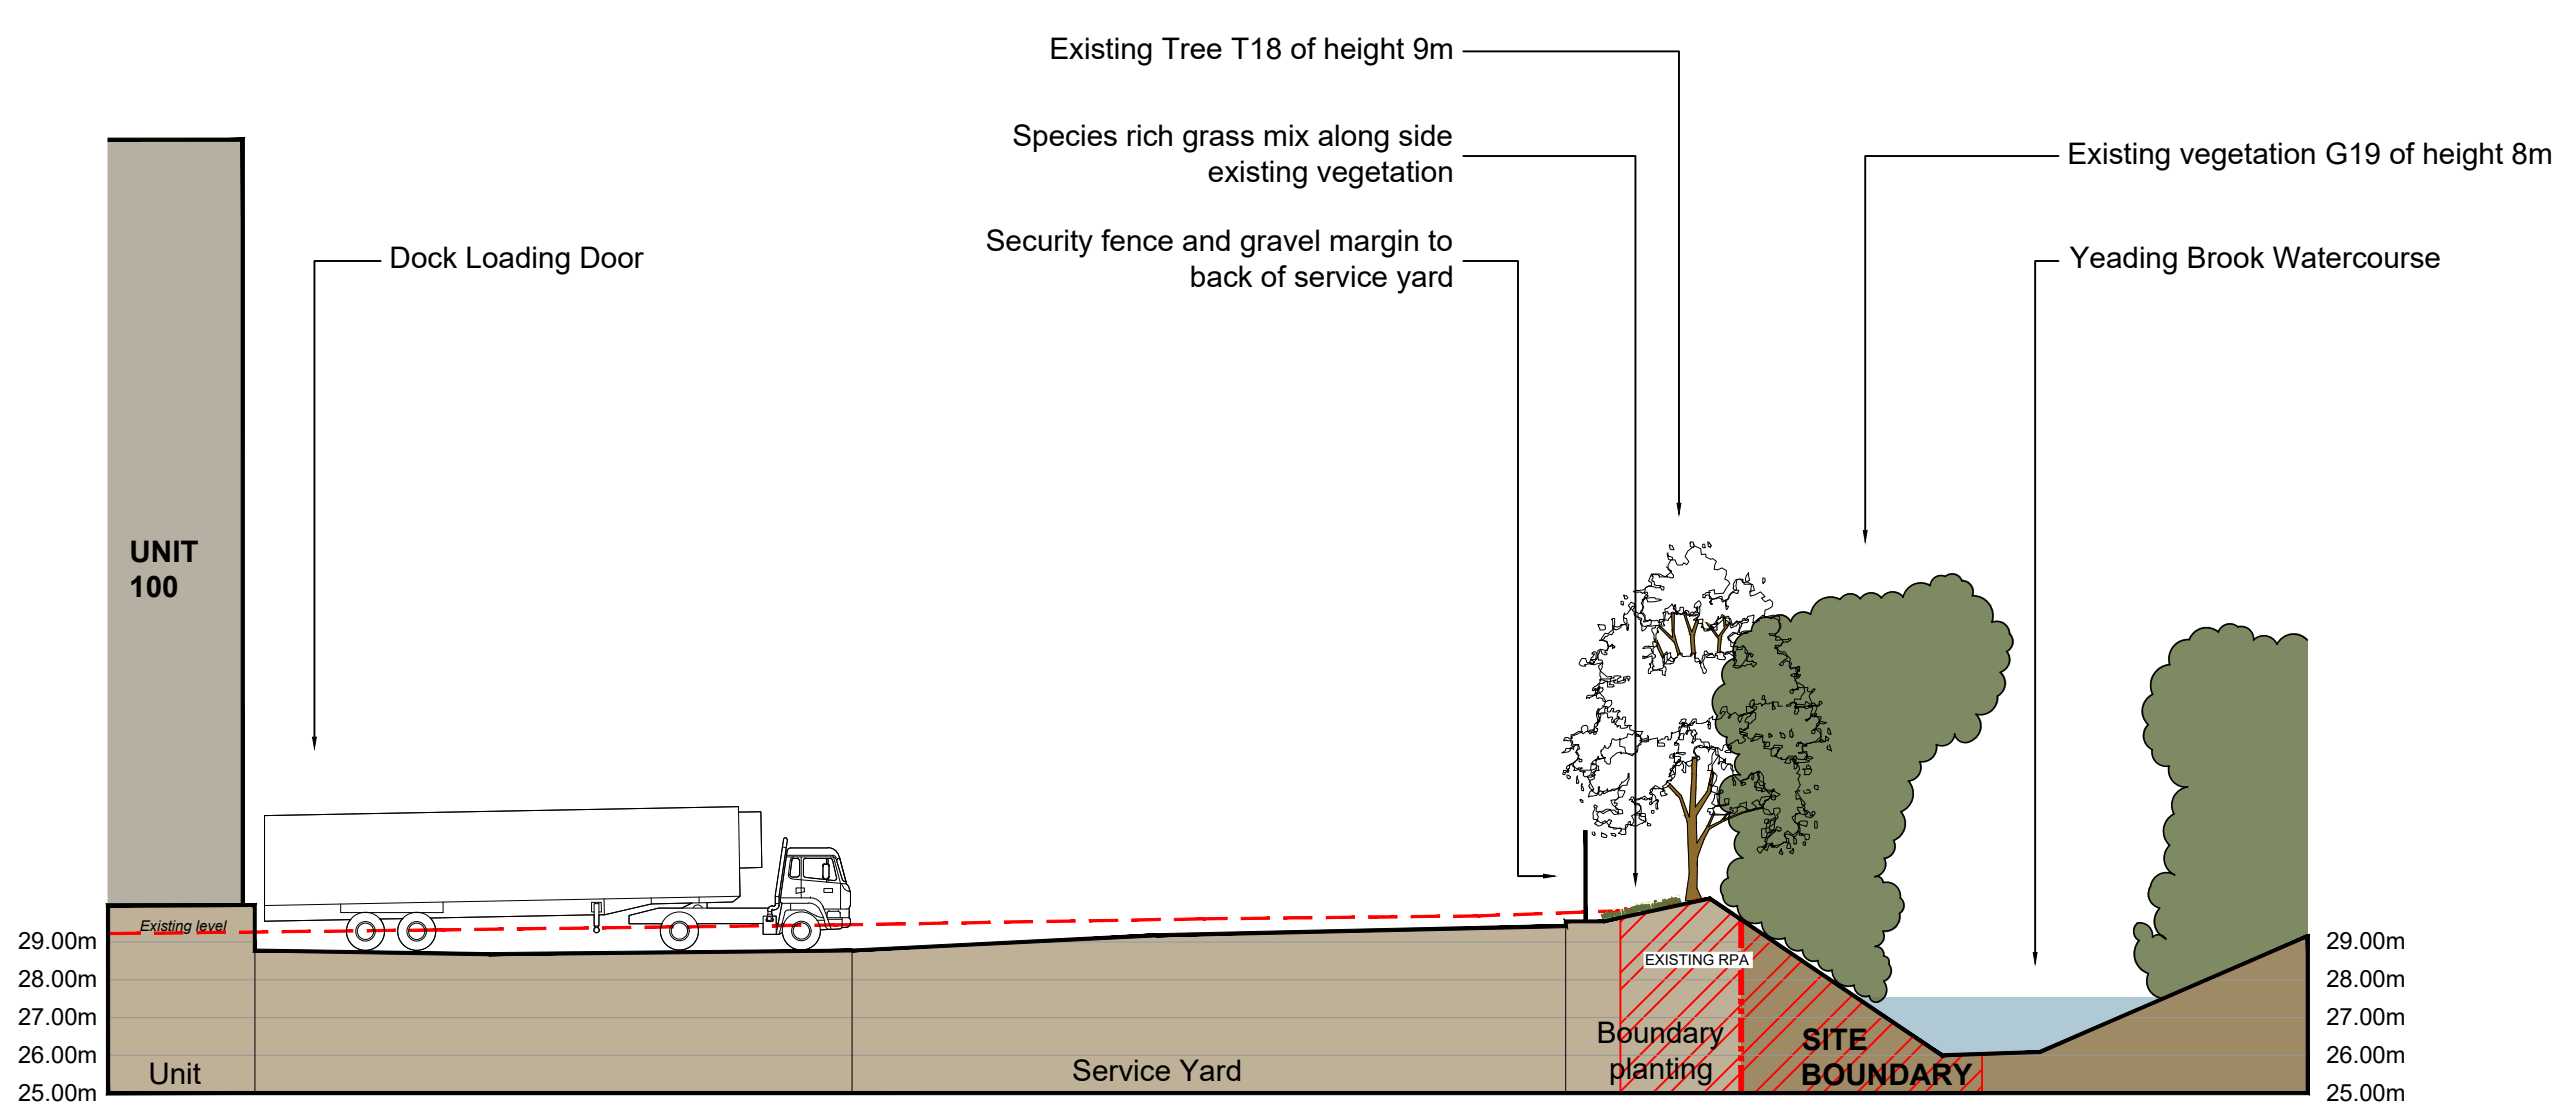 Existing Tree T18 of height 9m
Species rich grass mix along side
existing vegetation
Existing vegetation G19 of height 8m
Security fence and gravel margin to
back of service yard
Dock Loading Door
Yeading Brook Watercourse
UNIT
100
Existing level
29.00m
28.00m
27.00m
26.00m
25.00m
Unit
Service Yard
EXISTING RPA
Boundary
planting
SITE
BOUNDARY
29.00m
28.00m
27.00m
26.00m
25.00m